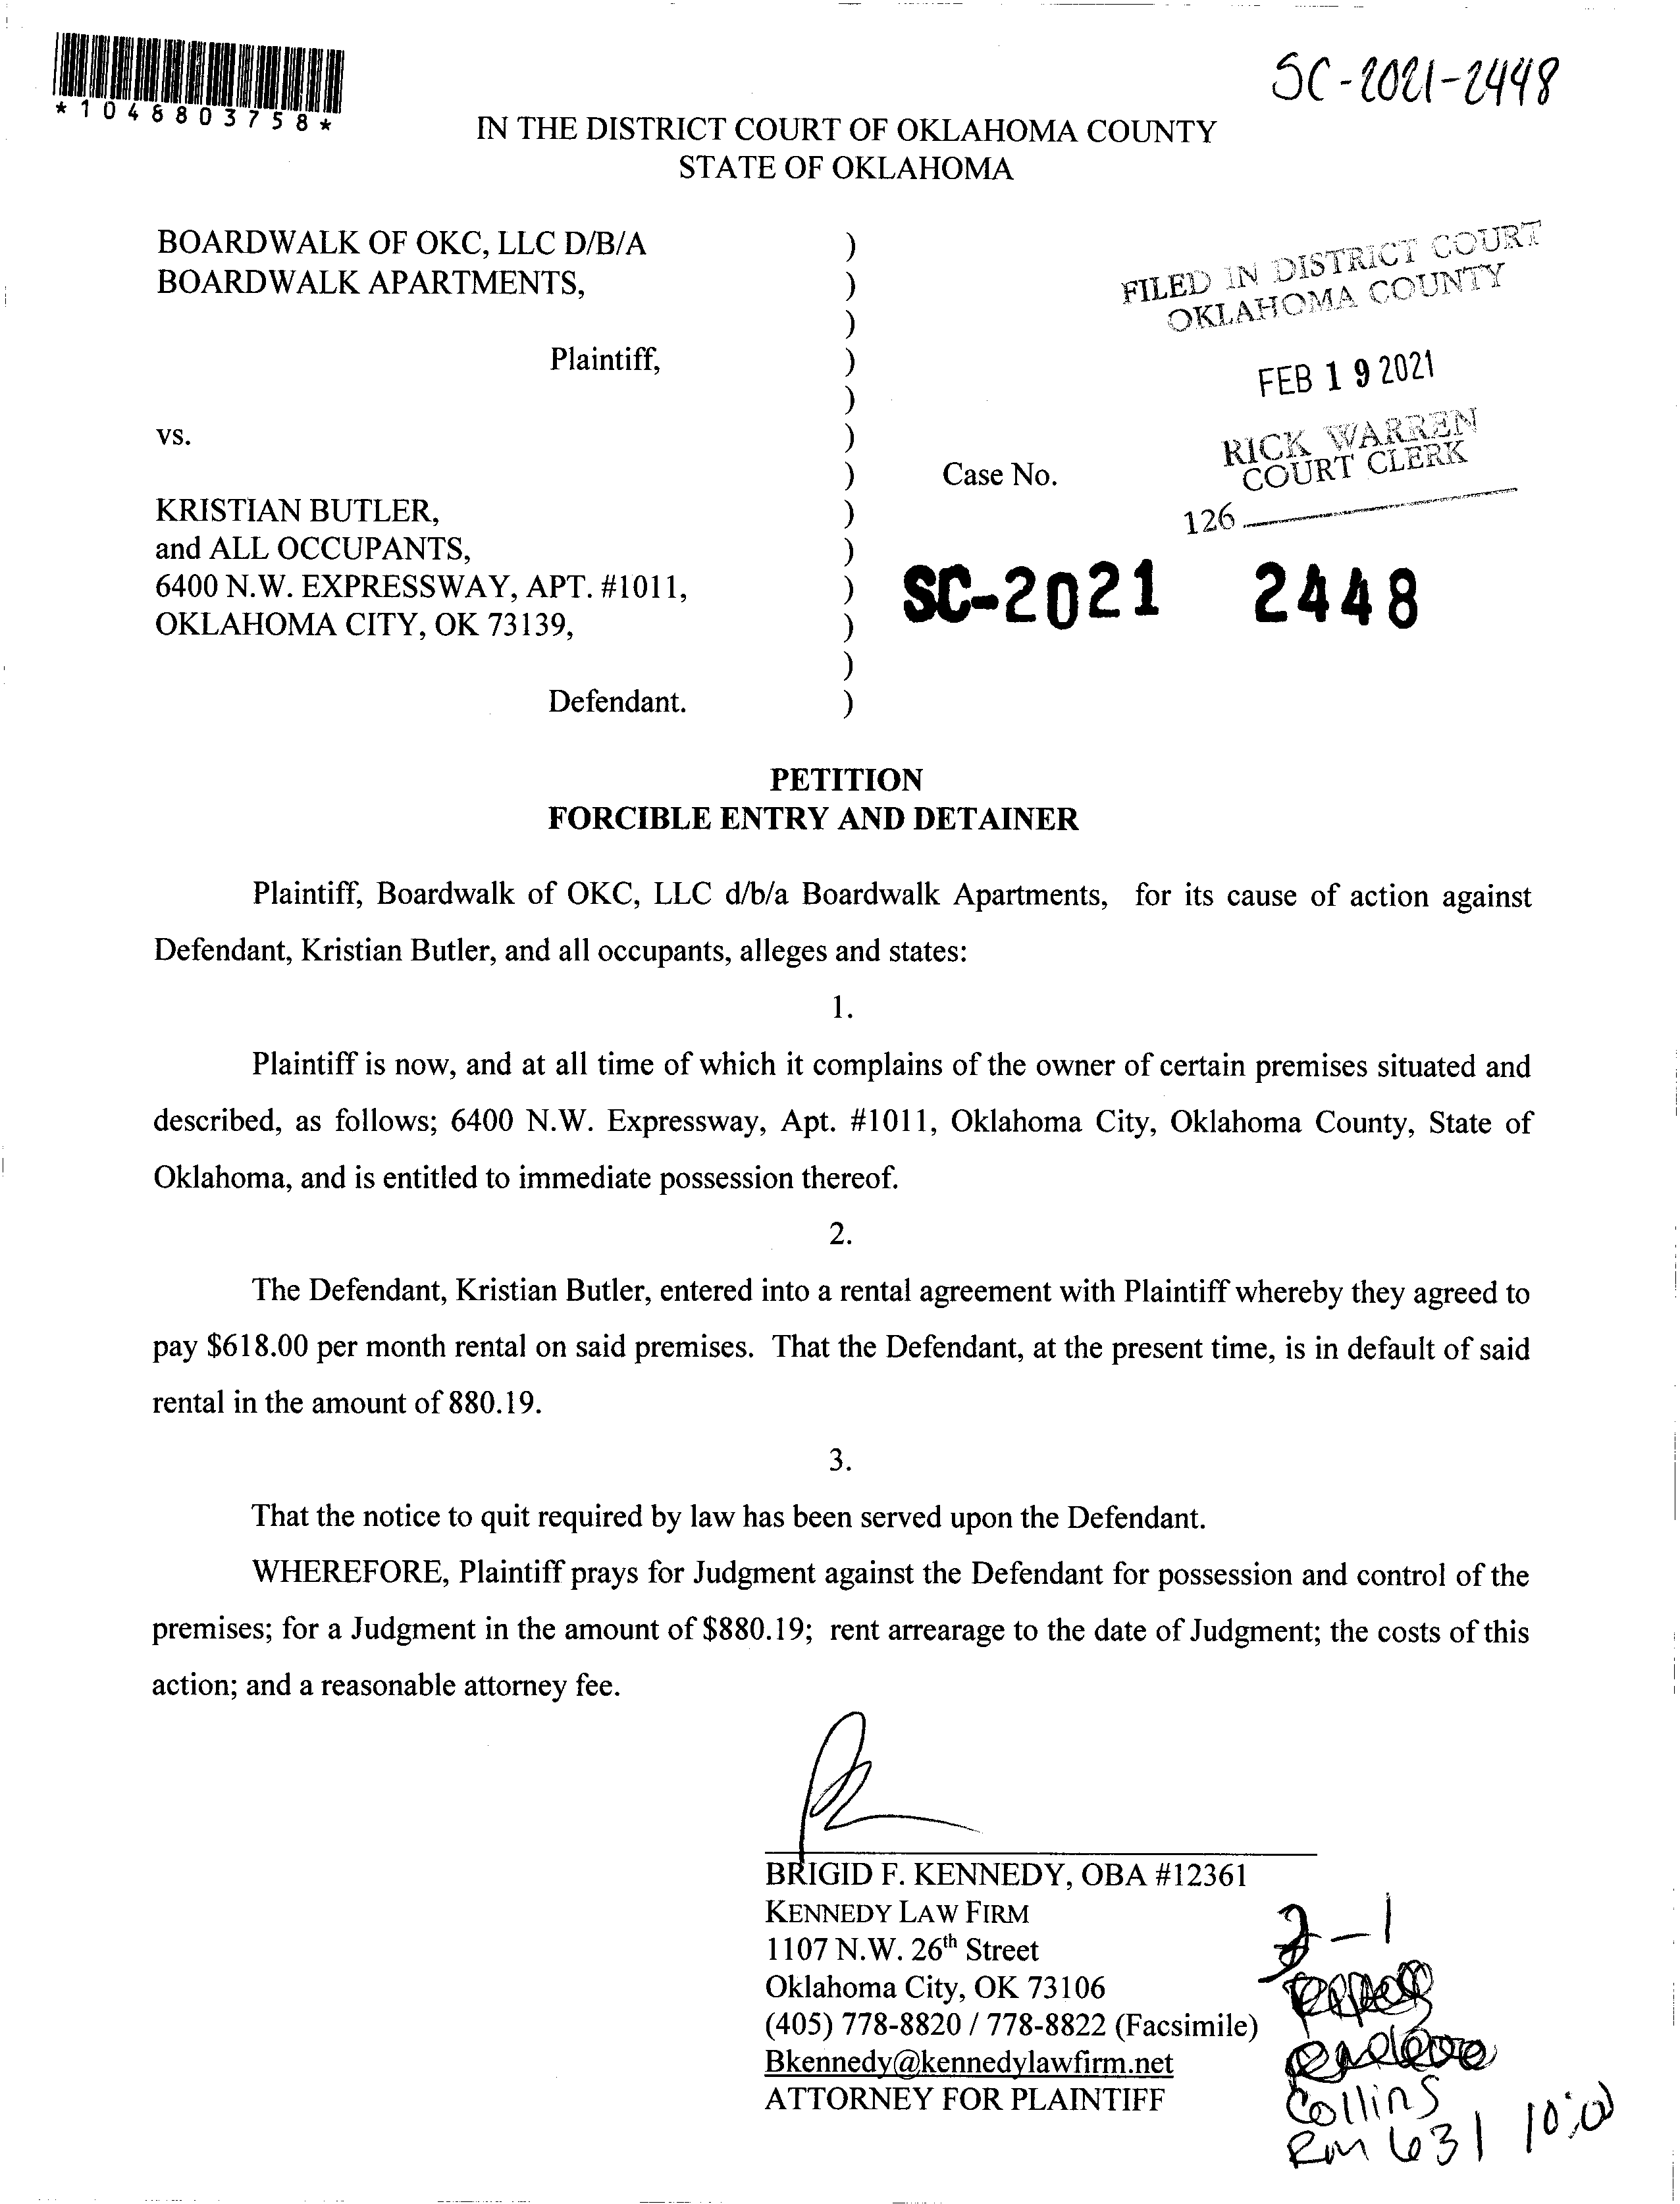 SC-2021-2448
*1048803758*
IN THE DISTRICT COURT OF OKLAHOMA COUNTY
STATE OF OKLAHOMA
BOARDWALK OF OKC, LLC D/B/A )
BOARDWALK APARTMENTS, )
)
Plaintiff, )
)
vs. )
) Case No.
KRISTIAN BUTLER, )
and ALL OCCUPANTS, )
6400 N.W. EXPRESSWAY, APT. #1011, )
OKLAHOMA CITY, OK 73139, )
)
Defendant. )
FILED IN DISTRICT COURT
OKLAHOMA COUNTY
FEB 19 2021
RICK WARREN
COURT CLERK
126
SC-2021 2448
PETITION
FORCIBLE ENTRY AND DETAINER
Plaintiff, Boardwalk of OKC, LLC d/b/a Boardwalk Apartments, for its cause of action against
Defendant, Kristian Butler, and all occupants, alleges and states:
1.
Plaintiff is now, and at all time of which it complains of the owner of certain premises situated and
described, as follows; 6400 N.W. Expressway, Apt. #1011, Oklahoma City, Oklahoma County, State of
Oklahoma, and is entitled to immediate possession thereof.
2.
The Defendant, Kristian Butler, entered into a rental agreement with Plaintiff whereby they agreed to
pay $618.00 per month rental on said premises. That the Defendant, at the present time, is in default of said
rental in the amount of 880.19.
3.
That the notice to quit required by law has been served upon the Defendant.
WHEREFORE, Plaintiff prays for Judgment against the Defendant for possession and control of the
premises; for a Judgment in the amount of $880.19; rent arrearage to the date of Judgment; the costs of this
action; and a reasonable attorney fee.
BRIGID F. KENNEDY, OBA #12361
KENNEDY LAW FIRM
1107 N.W. 26th Street
Oklahoma City, OK 73106
(405) 778-8820 / 778-8822 (Facsimile)
Bkennedy@kennedylawfirm.net
ATTORNEY FOR PLAINTIFF
Collins
Rm 631 10:00